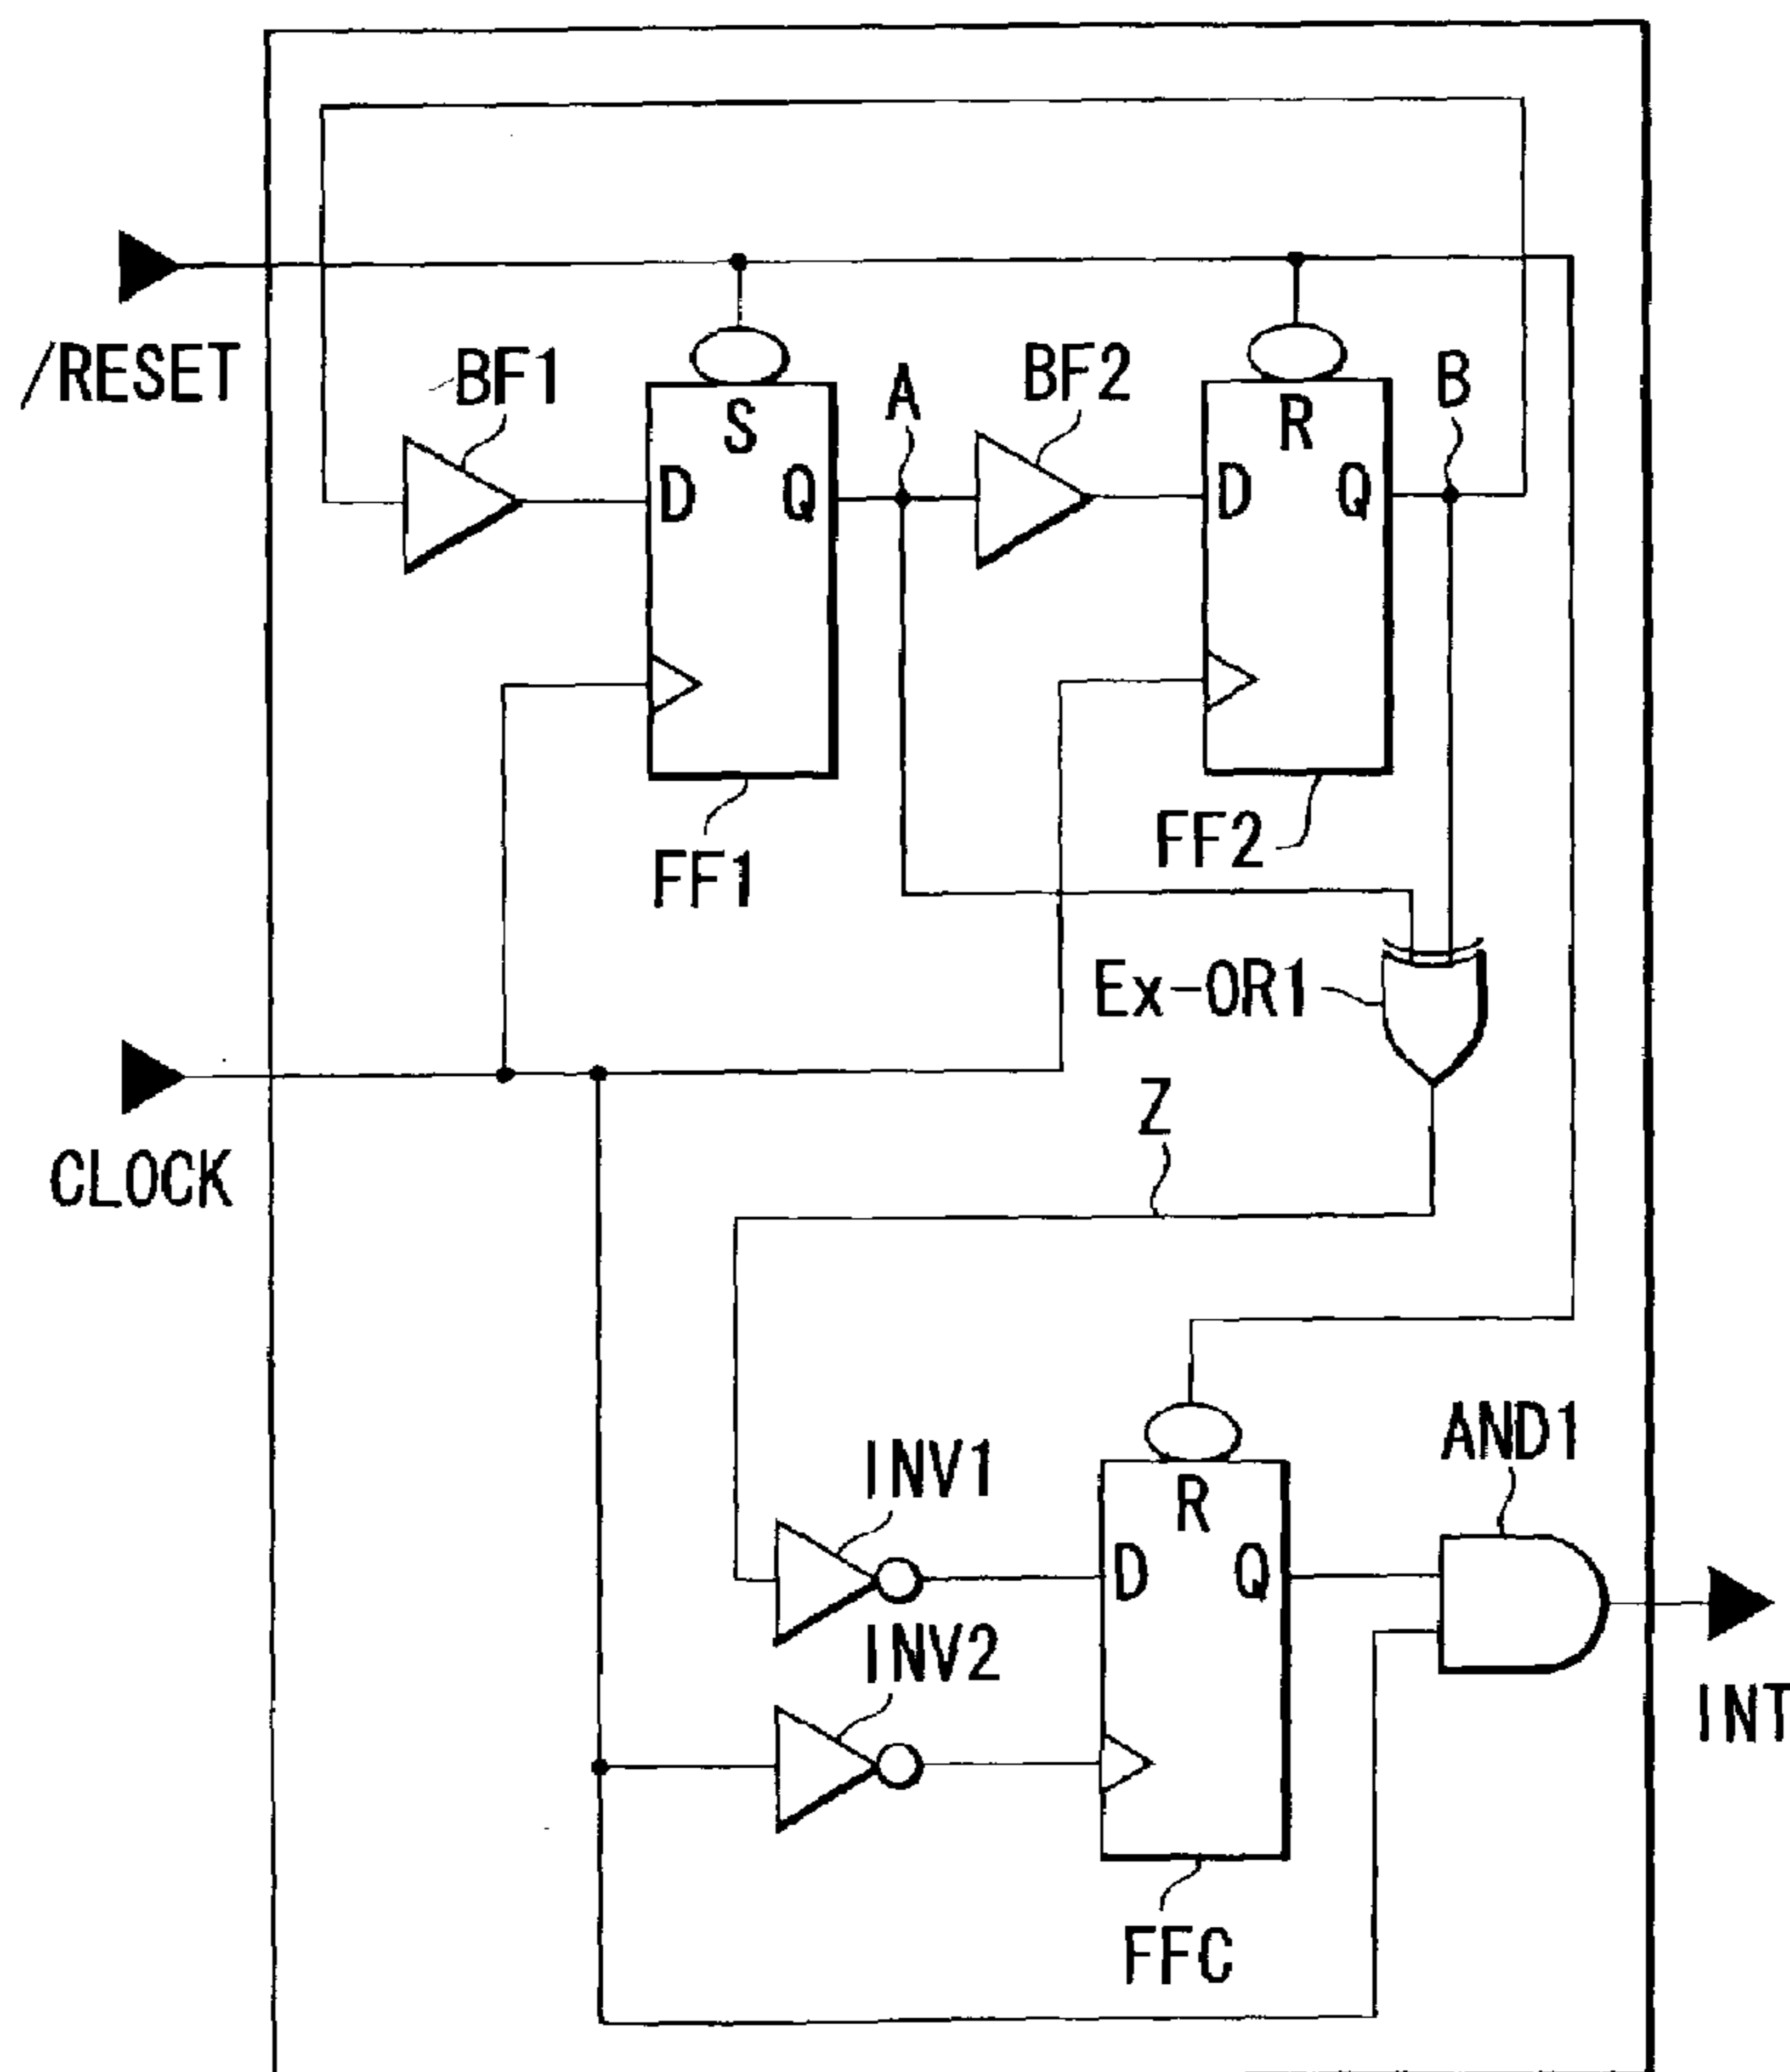 /RESET
BF1
S
D
Q
A
BF2
R
D
Q
B
FF1
FF2
Ex-OR1
CLOCK
Z
INV1
R
D
Q
AND1
INV2
INT
FFC